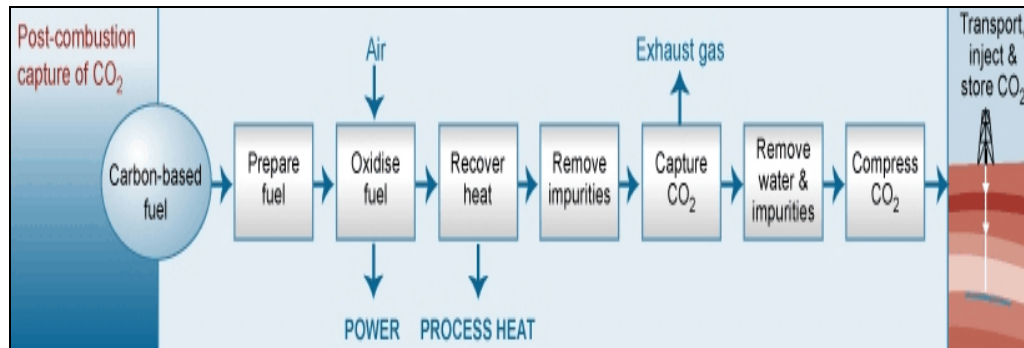 Post-combustion
capture of CO₂
Air
Exhaust gas
Transport,
inject &
store CO₂
Carbon-based
fuel
Prepare
fuel
Oxidise
fuel
Recover
heat
Remove
impurities
Capture
CO₂
Remove
water &
impurities
Compress
CO₂
POWER
PROCESS HEAT